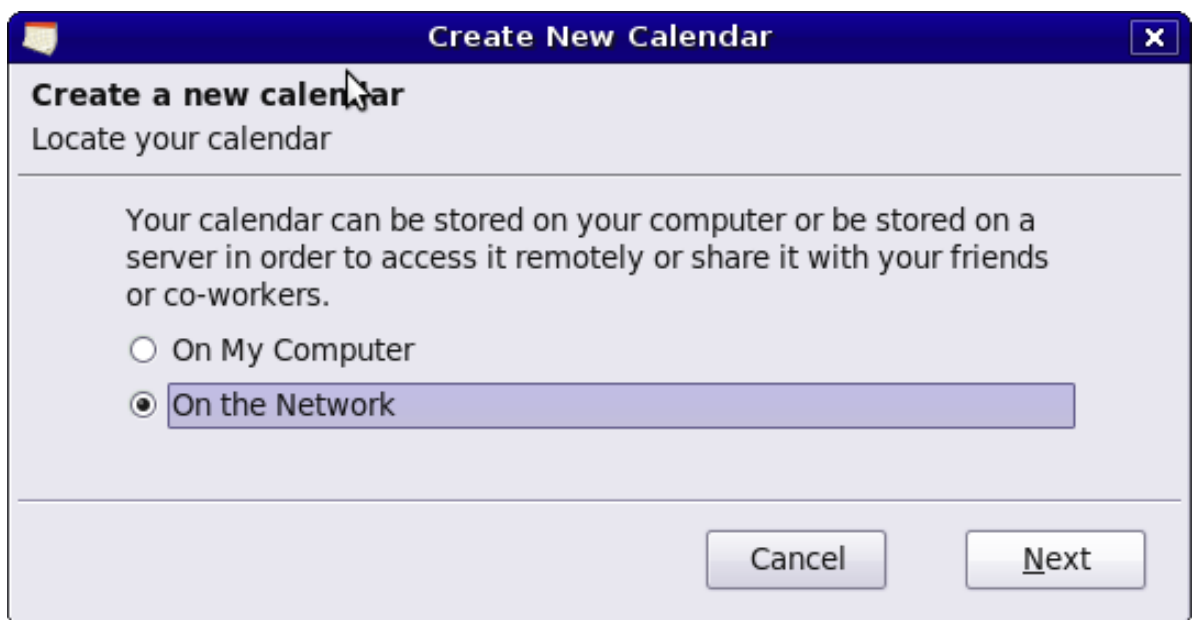 Create New Calendar
Create a new calendar
Locate your calendar
Your calendar can be stored on your computer or be stored on a
server in order to access it remotely or share it with your friends
or co-workers.
On My Computer
On the Network
Cancel
Next